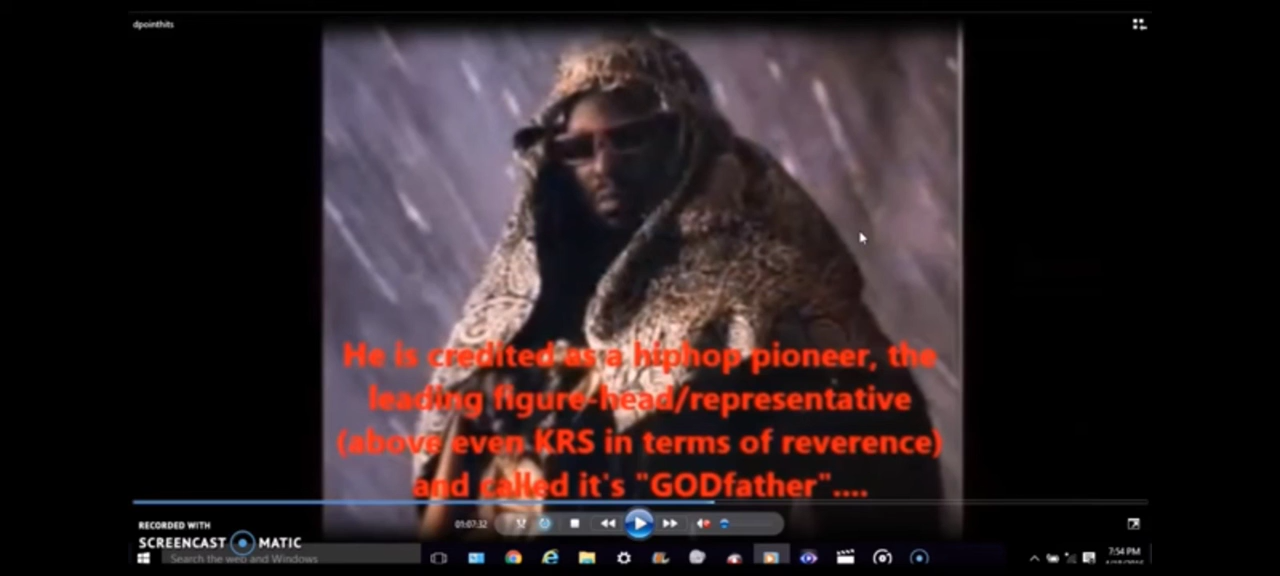 dpointhits
He is credited as a hiphop pioneer, the
leading figure-head/representative
(above even KRS in terms of reverence)
and called it's "GODfather"....
01:07:32
RECORDED WITH
SCREENCAST MATIC
Search the web and Windows
7:54 PM